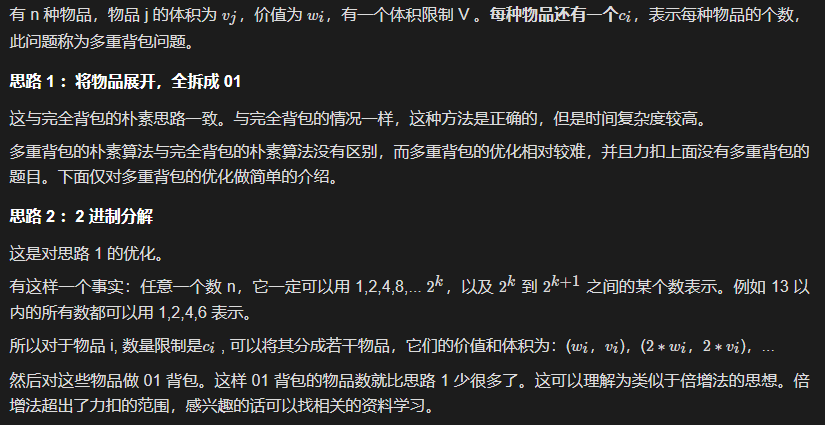 有 n 种物品，物品 j 的体积为 v_j，价值为 w_i，有一个体积限制 V 。每种物品还有一个c_i，表示每种物品的个数，
此问题称为多重背包问题。
思路 1 ：将物品展开，全拆成 01
这与完全背包的朴素思路一致。与完全背包的情况一样，这种方法是正确的，但是时间复杂度较高。
多重背包的朴素算法与完全背包的朴素算法没有区别，而多重背包的优化相对较难，并且力扣上面没有多重背包的
题目。下面仅对多重背包的优化做简单的介绍。
思路 2 ：2 进制分解
这是对思路 1 的优化。
有这样一个事实：任意一个数 n，它一定可以用 1,2,4,8,... 2^k，以及 2^k 到 2^{k+1} 之间的某个数表示。例如 13 以
内的所有数都可以用 1,2,4,6 表示。
所以对于物品 i, 数量限制是c_i , 可以将其分成若干物品，它们的价值和体积为：(w_i，v_i)，(2 * w_i，2 * v_i)，...
然后对这些物品做 01 背包。这样 01 背包的物品数就比思路 1 少很多了。这可以理解为类似于倍增法的思想。倍
增法超出了力扣的范围，感兴趣的话可以找相关的资料学习。